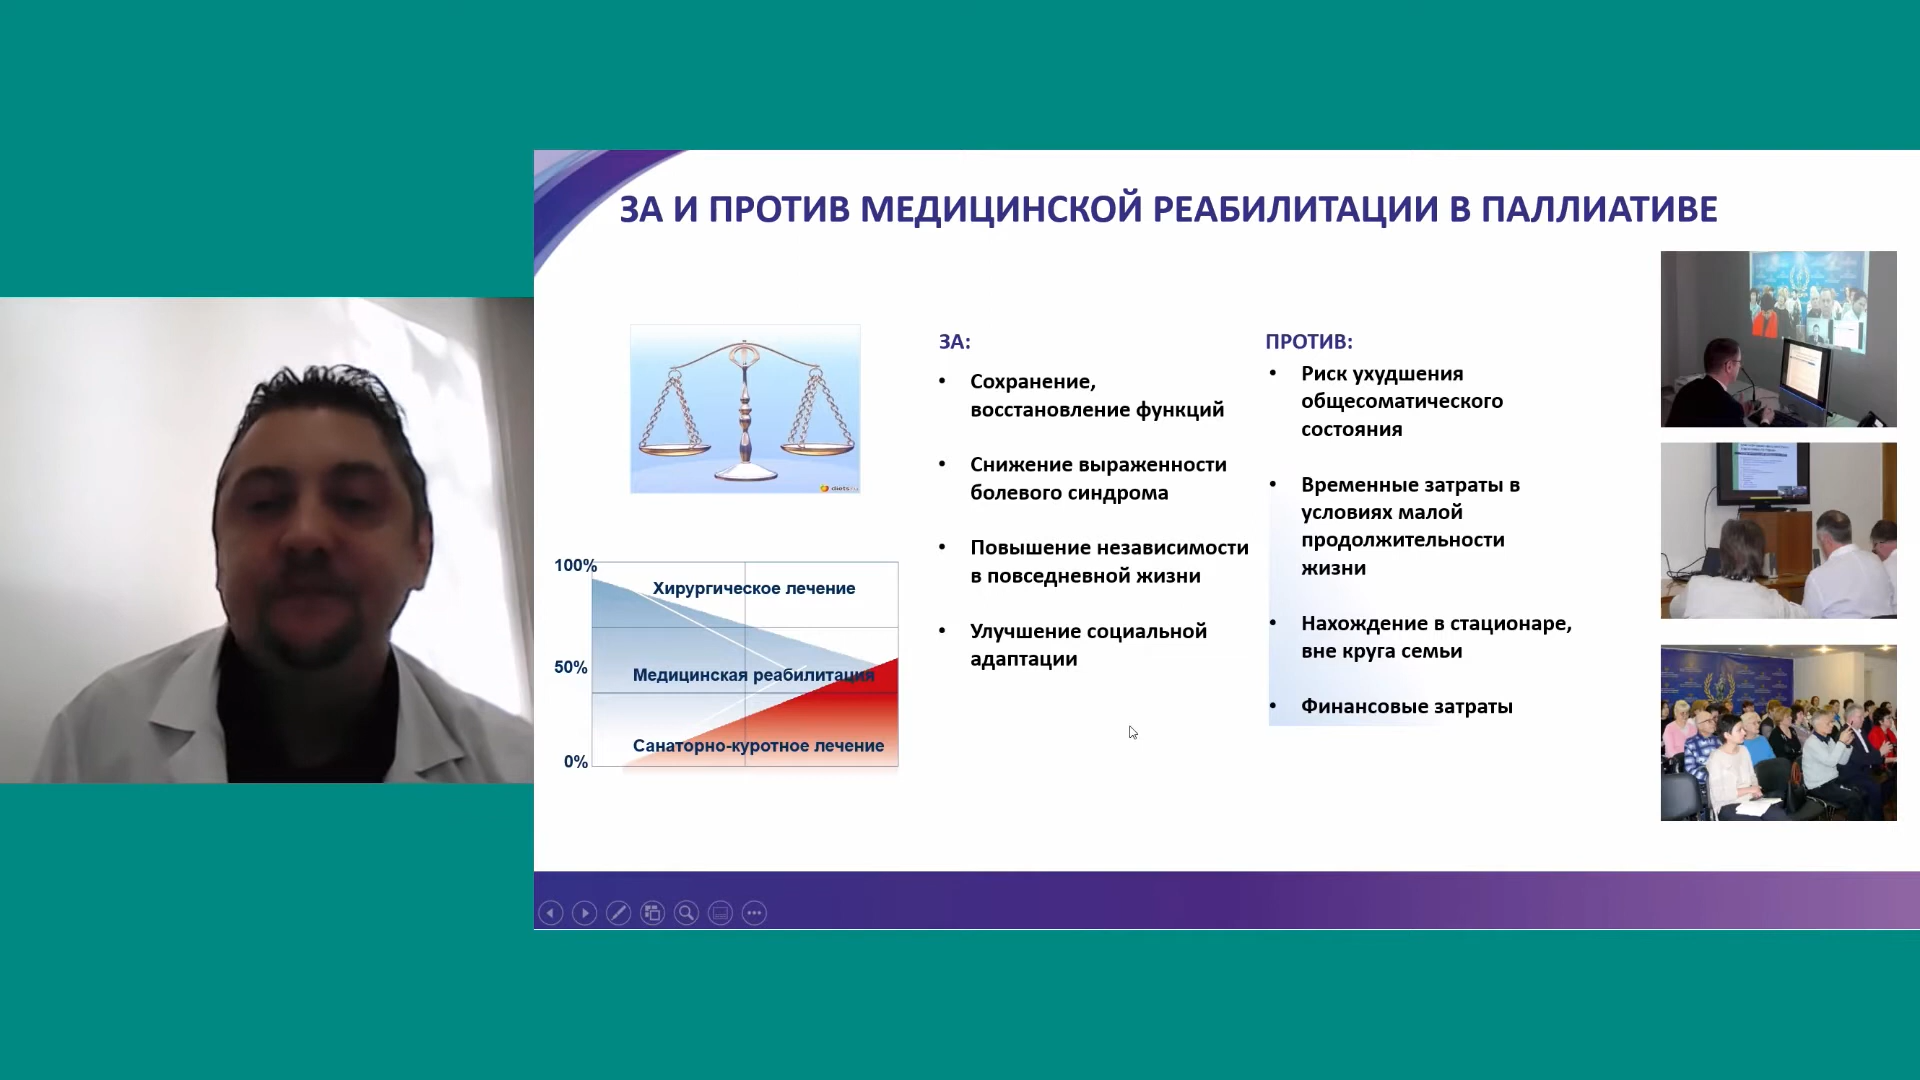 ЗА И ПРОТИВ МЕДИЦИНСКОЙ РЕАБИЛИТАЦИИ В ПАЛЛИАТИВЕ
ЗА:
• Сохранение,
восстановление функций
• Снижение выраженности
болевого синдрома
• Повышение независимости
в повседневной жизни
• Улучшение социальной
адаптации
ПРОТИВ:
• Риск ухудшения
общесоматического
состояния
• Временные затраты в
условиях малой
продолжительности
жизни
• Нахождение в стационаре,
вне круга семьи
• Финансовые затраты
100%
Хирургическое лечение
50%
Медицинская реабилитация
Санаторно-куротное лечение
0%